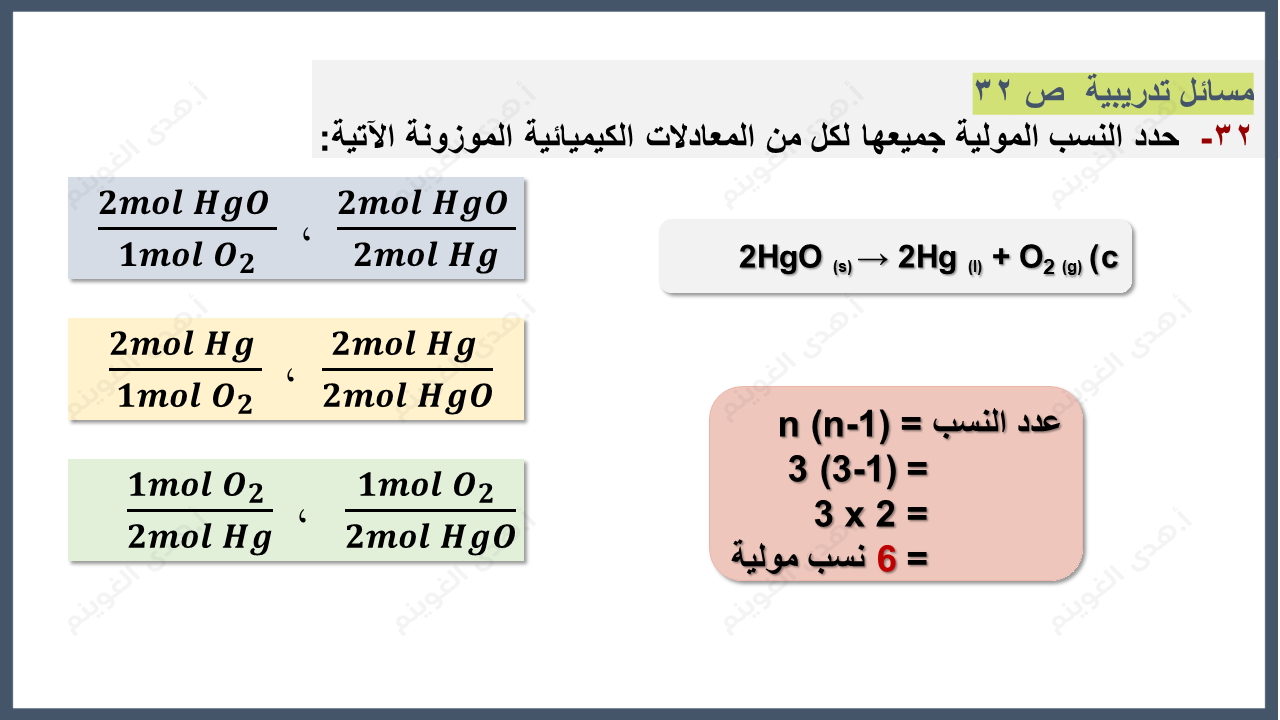 مسائل تدريبية ص ٣٢
٣٢- حدد النسب المولية جميعها لكل من المعادلات الكيميائية الموزونة الآتية:
2HgO (s) → 2Hg (l) + O2 (g) (c
2mol HgO / 2mol Hg ، 2mol HgO / 1mol O2
2mol Hg / 2mol HgO ، 2mol Hg / 1mol O2
1mol O2 / 2mol HgO ، 1mol O2 / 2mol Hg
عدد النسب = n (n-1)
= 3 (3-1)
= 3 x 2
= 6 نسب مولية
أ.هدى الغوينم